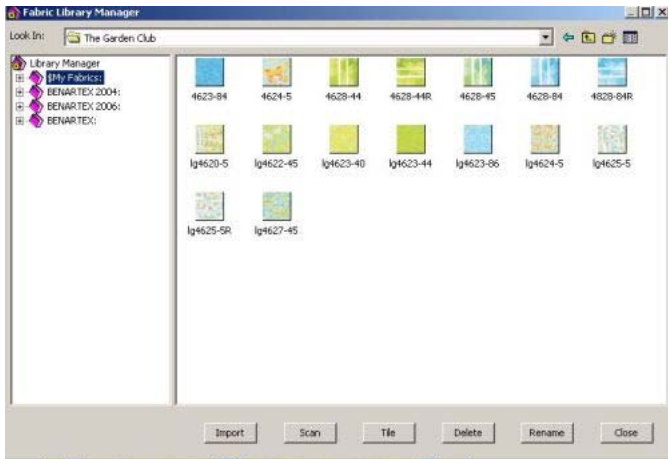 Fabric Library Manager
Look In: The Garden Club
Library Manager
$My Fabrics:
BENARTEX 2004:
BENARTEX 2006:
BENARTEX:
4623-84 4624-5 4628-44 4628-44R 4628-45 4628-84 4828-84R
lg4620-5 lg4622-45 lg4623-40 lg4623-44 lg4623-86 lg4624-5 lg4625-5
lg4625-5R lg4627-45
Import Scan Tile Delete Rename Close